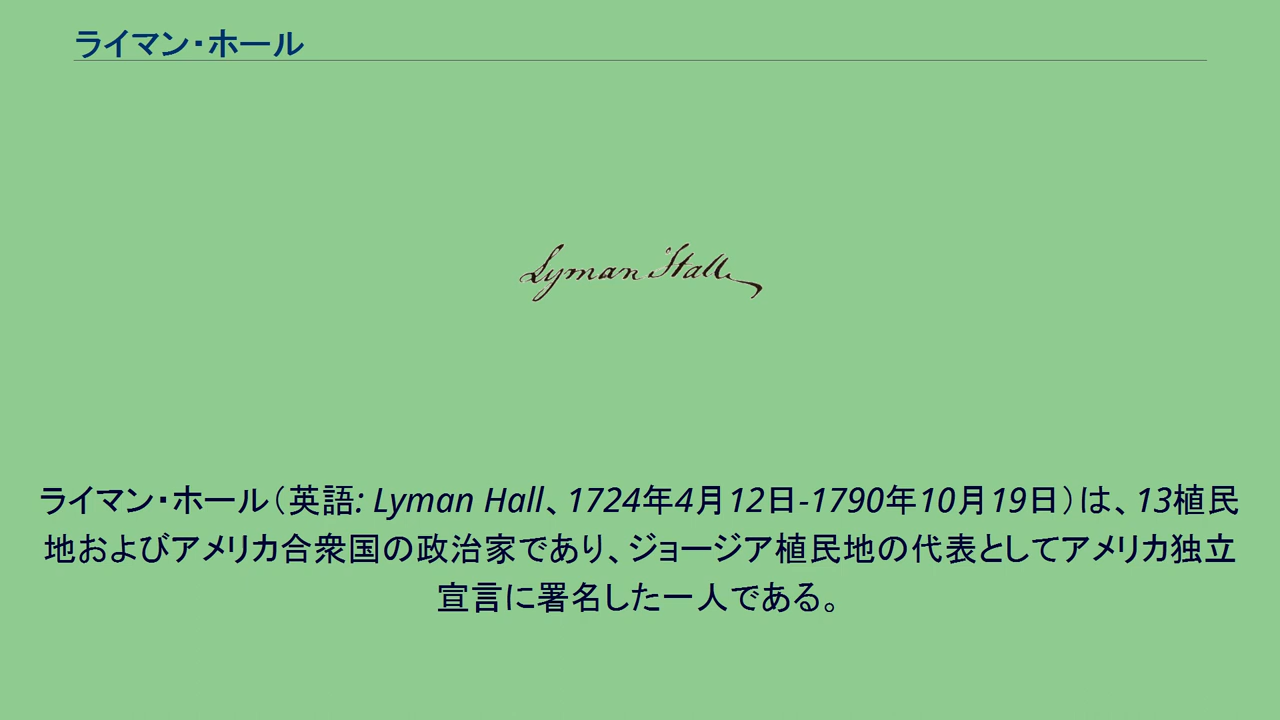 ライマン・ホール
Lyman Hall
ライマン・ホール（英語: Lyman Hall、1724年4月12日-1790年10月19日）は、13植民
地およびアメリカ合衆国の政治家であり、ジョージア植民地の代表としてアメリカ独立
宣言に署名した一人である。